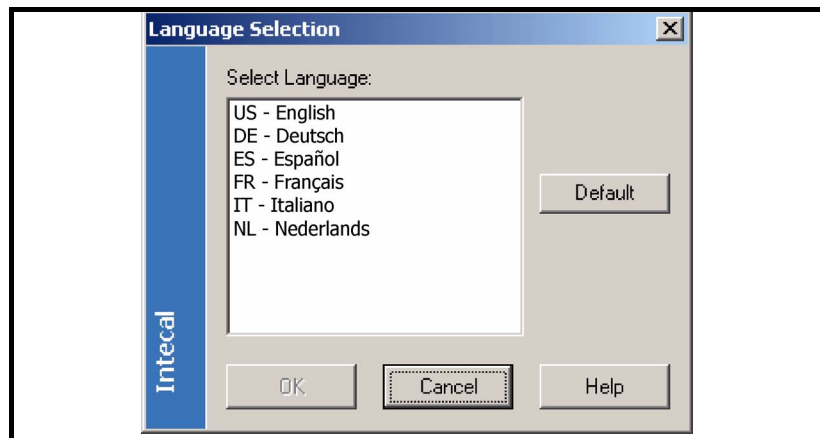 Language Selection
Select Language:
US - English
DE - Deutsch
ES - Español
FR - Français
IT - Italiano
NL - Nederlands
Default
Intecal
OK
Cancel
Help